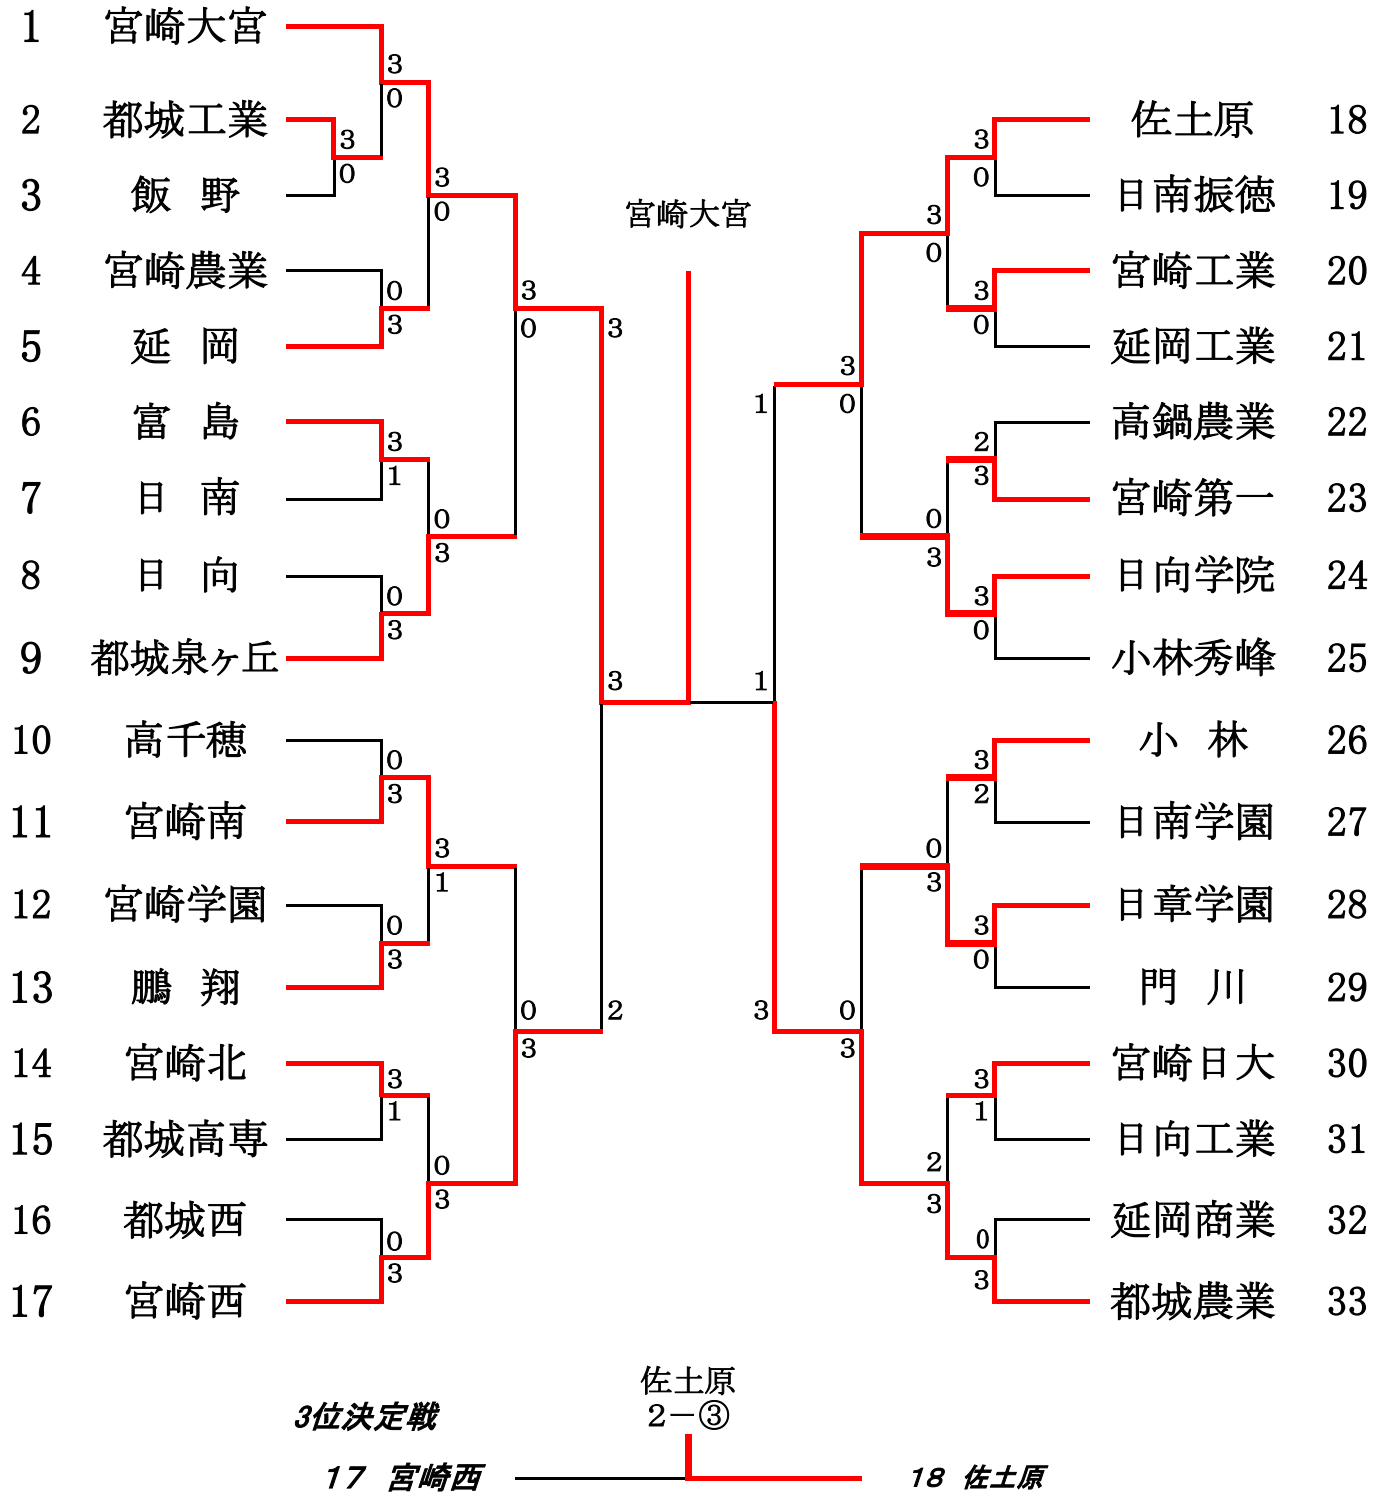 1 宮崎大宮
2 都城工業
3 飯 野
4 宮崎農業
5 延 岡
6 富 島
7 日 南
8 日 向
9 都城泉ヶ丘
10 高千穂
11 宮崎南
12 宮崎学園
13 鵬 翔
14 宮崎北
15 都城高専
16 都城西
17 宮崎西
3
0
3
0
3
0
0
3
3
1
0
3
0
3
3
0
0
3
3
1
0
3
3
1
0
3
0
3
0
3
3
2
宮崎大宮
3
1
1
3
3
0
0
3
3
0
0
3
0
3
2
3
3
0
3
0
2
3
3
0
3
2
3
0
3
1
0
3
佐土原 18
日南振徳 19
宮崎工業 20
延岡工業 21
高鍋農業 22
宮崎第一 23
日向学院 24
小林秀峰 25
小 林 26
日南学園 27
日章学園 28
門 川 29
宮崎日大 30
日向工業 31
延岡商業 32
都城農業 33
佐土原
3位決定戦
2－③
17 宮崎西
18 佐土原